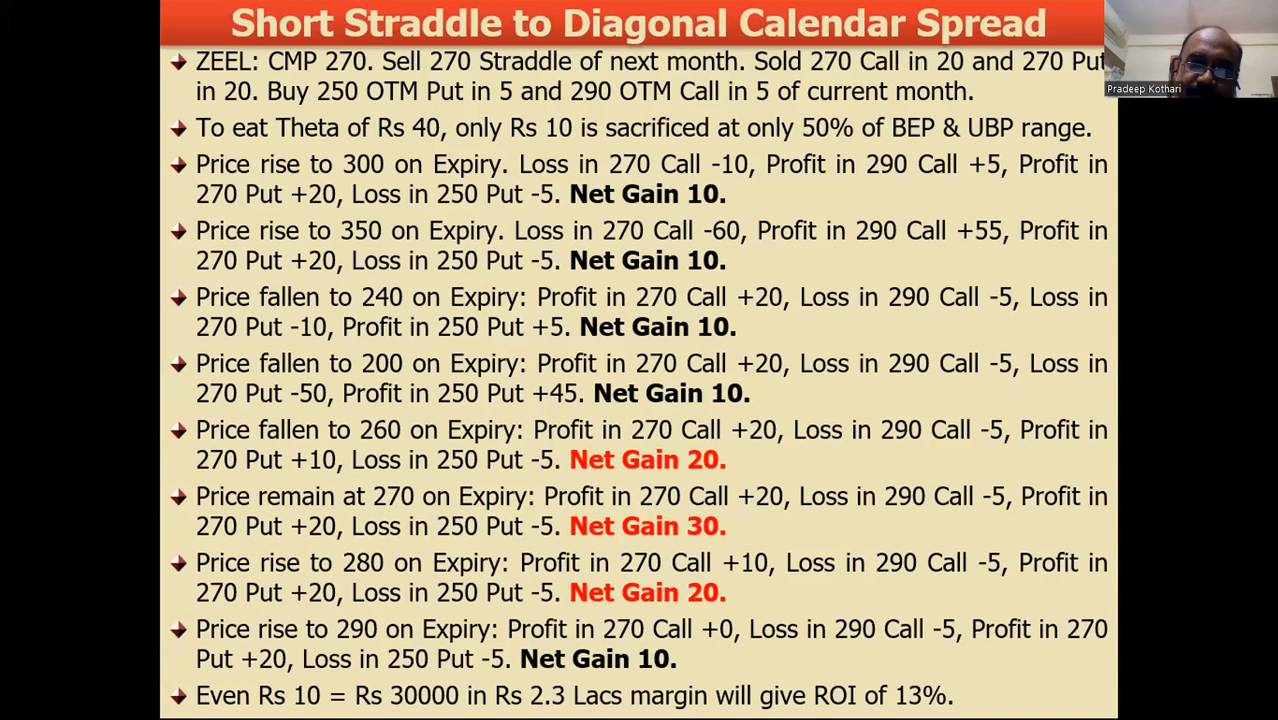 Short Straddle to Diagonal Calendar Spread
ZEEL: CMP 270. Sell 270 Straddle of next month. Sold 270 Call in 20 and 270 Put
in 20. Buy 250 OTM Put in 5 and 290 OTM Call in 5 of current month.
To eat Theta of Rs 40, only Rs 10 is sacrificed at only 50% of BEP & UBP range.
Price rise to 300 on Expiry. Loss in 270 Call -10, Profit in 290 Call +5, Profit in
270 Put +20, Loss in 250 Put -5. Net Gain 10.
Price rise to 350 on Expiry. Loss in 270 Call -60, Profit in 290 Call +55, Profit in
270 Put +20, Loss in 250 Put -5. Net Gain 10.
Price fallen to 240 on Expiry: Profit in 270 Call +20, Loss in 290 Call -5, Loss in
270 Put -10, Profit in 250 Put +5. Net Gain 10.
Price fallen to 200 on Expiry: Profit in 270 Call +20, Loss in 290 Call -5, Loss in
270 Put -50, Profit in 250 Put +45. Net Gain 10.
Price fallen to 260 on Expiry: Profit in 270 Call +20, Loss in 290 Call -5, Profit in
270 Put +10, Loss in 250 Put -5. Net Gain 20.
Price remain at 270 on Expiry: Profit in 270 Call +20, Loss in 290 Call -5, Profit in
270 Put +20, Loss in 250 Put -5. Net Gain 30.
Price rise to 280 on Expiry: Profit in 270 Call +10, Loss in 290 Call -5, Profit in
270 Put +20, Loss in 250 Put -5. Net Gain 20.
Price rise to 290 on Expiry: Profit in 270 Call +0, Loss in 290 Call -5, Profit in 270
Put +20, Loss in 250 Put -5. Net Gain 10.
Even Rs 10 = Rs 30000 in Rs 2.3 Lacs margin will give ROI of 13%.
Pradeep Kothari